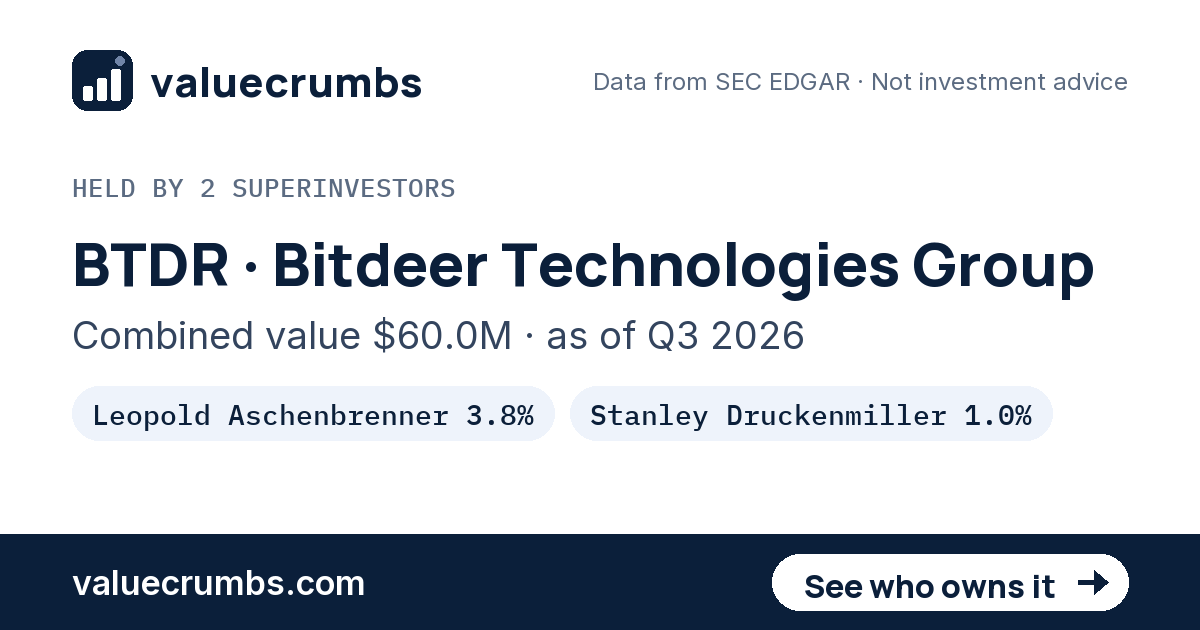 valuecrumbs
Data from SEC EDGAR · Not investment advice
HELD BY 2 SUPERINVESTORS
BTDR · Bitdeer Technologies Group
Combined value $60.0M · as of Q3 2026
Leopold Aschenbrenner 3.8%
Stanley Druckenmiller 1.0%
valuecrumbs.com
See who owns it →